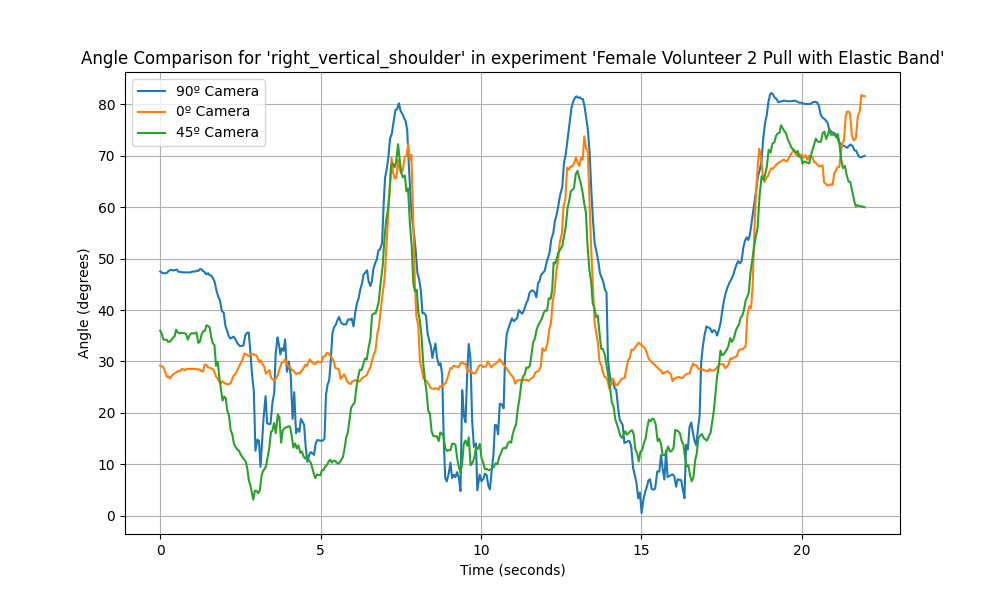 Angle Comparison for 'right_vertical_shoulder' in experiment 'Female Volunteer 2 Pull with Elastic Band'
90º Camera
0º Camera
45º Camera
Angle (degrees)
80
70
60
50
40
30
20
10
0
0 5 10 15 20
Time (seconds)